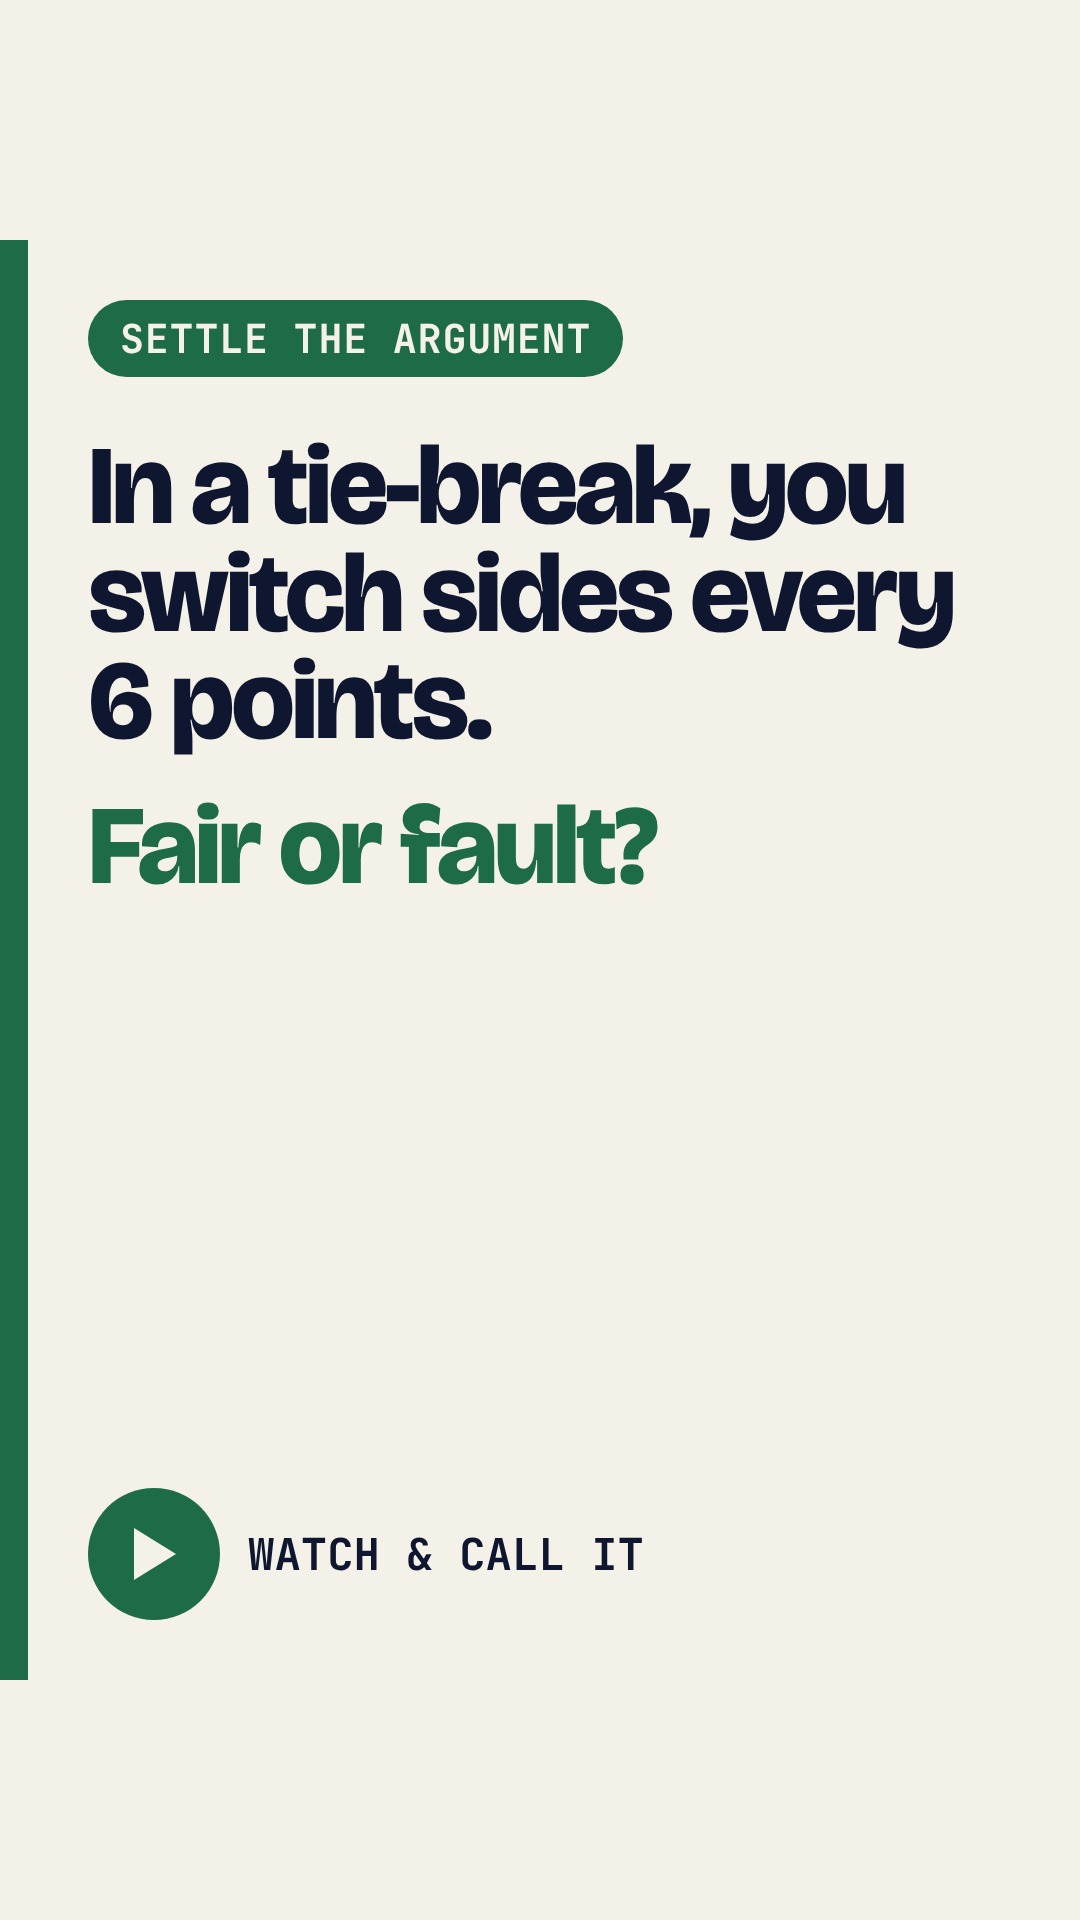 SETTLE THE ARGUMENT
In a tie-break, you
switch sides every
6 points.
Fair or fault?
WATCH & CALL IT